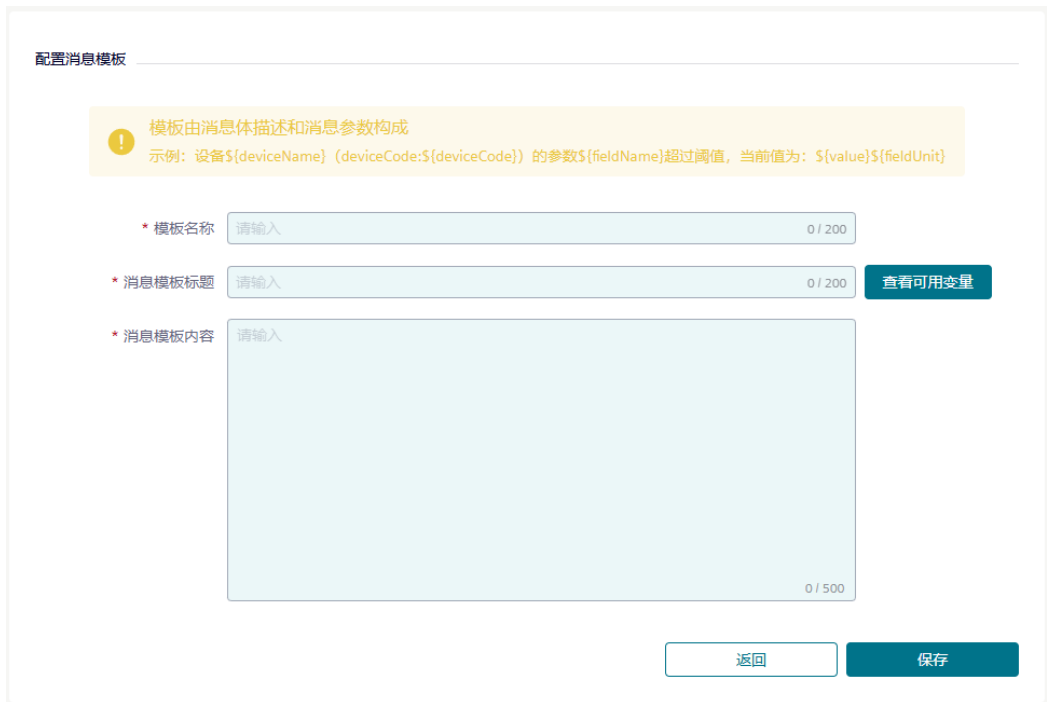 配置消息模板
模板由消息体描述和消息参数构成
示例：设备${deviceName}（deviceCode:${deviceCode}）的参数${fieldName}超过阈值，当前值为：${value}${fieldUnit}
* 模板名称 请输入 0 / 200
* 消息模板标题 请输入 0 / 200 查看可用变量
* 消息模板内容 请输入
0 / 500
返回 保存